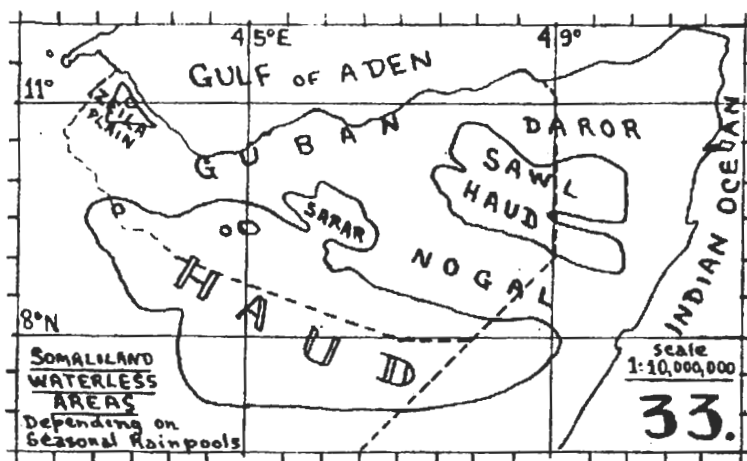 45°E
49°
GULF OF ADEN
11°
ZEILA
PLAIN
GUBAN
DAROR
SAWL
HAUD
SARAR
NOGAL
INDIAN OCEAN
HAUD
8°N
SOMALILAND
WATERLESS
AREAS
Depending on
Seasonal Rainpools
scale
1:10,000,000
33.